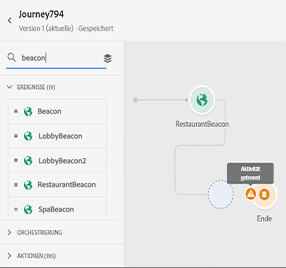 Journey794
Version 1 (aktuelle) - Gespeichert
beacon
EREIGNISSE (19)
Beacon
LobbyBeacon
LobbyBeacon2
RestaurantBeacon
SpaBeacon
ORCHESTRIERUNG
AKTIONEN (195)
RestaurantBeacon
Aktivität
getrennt
Ende